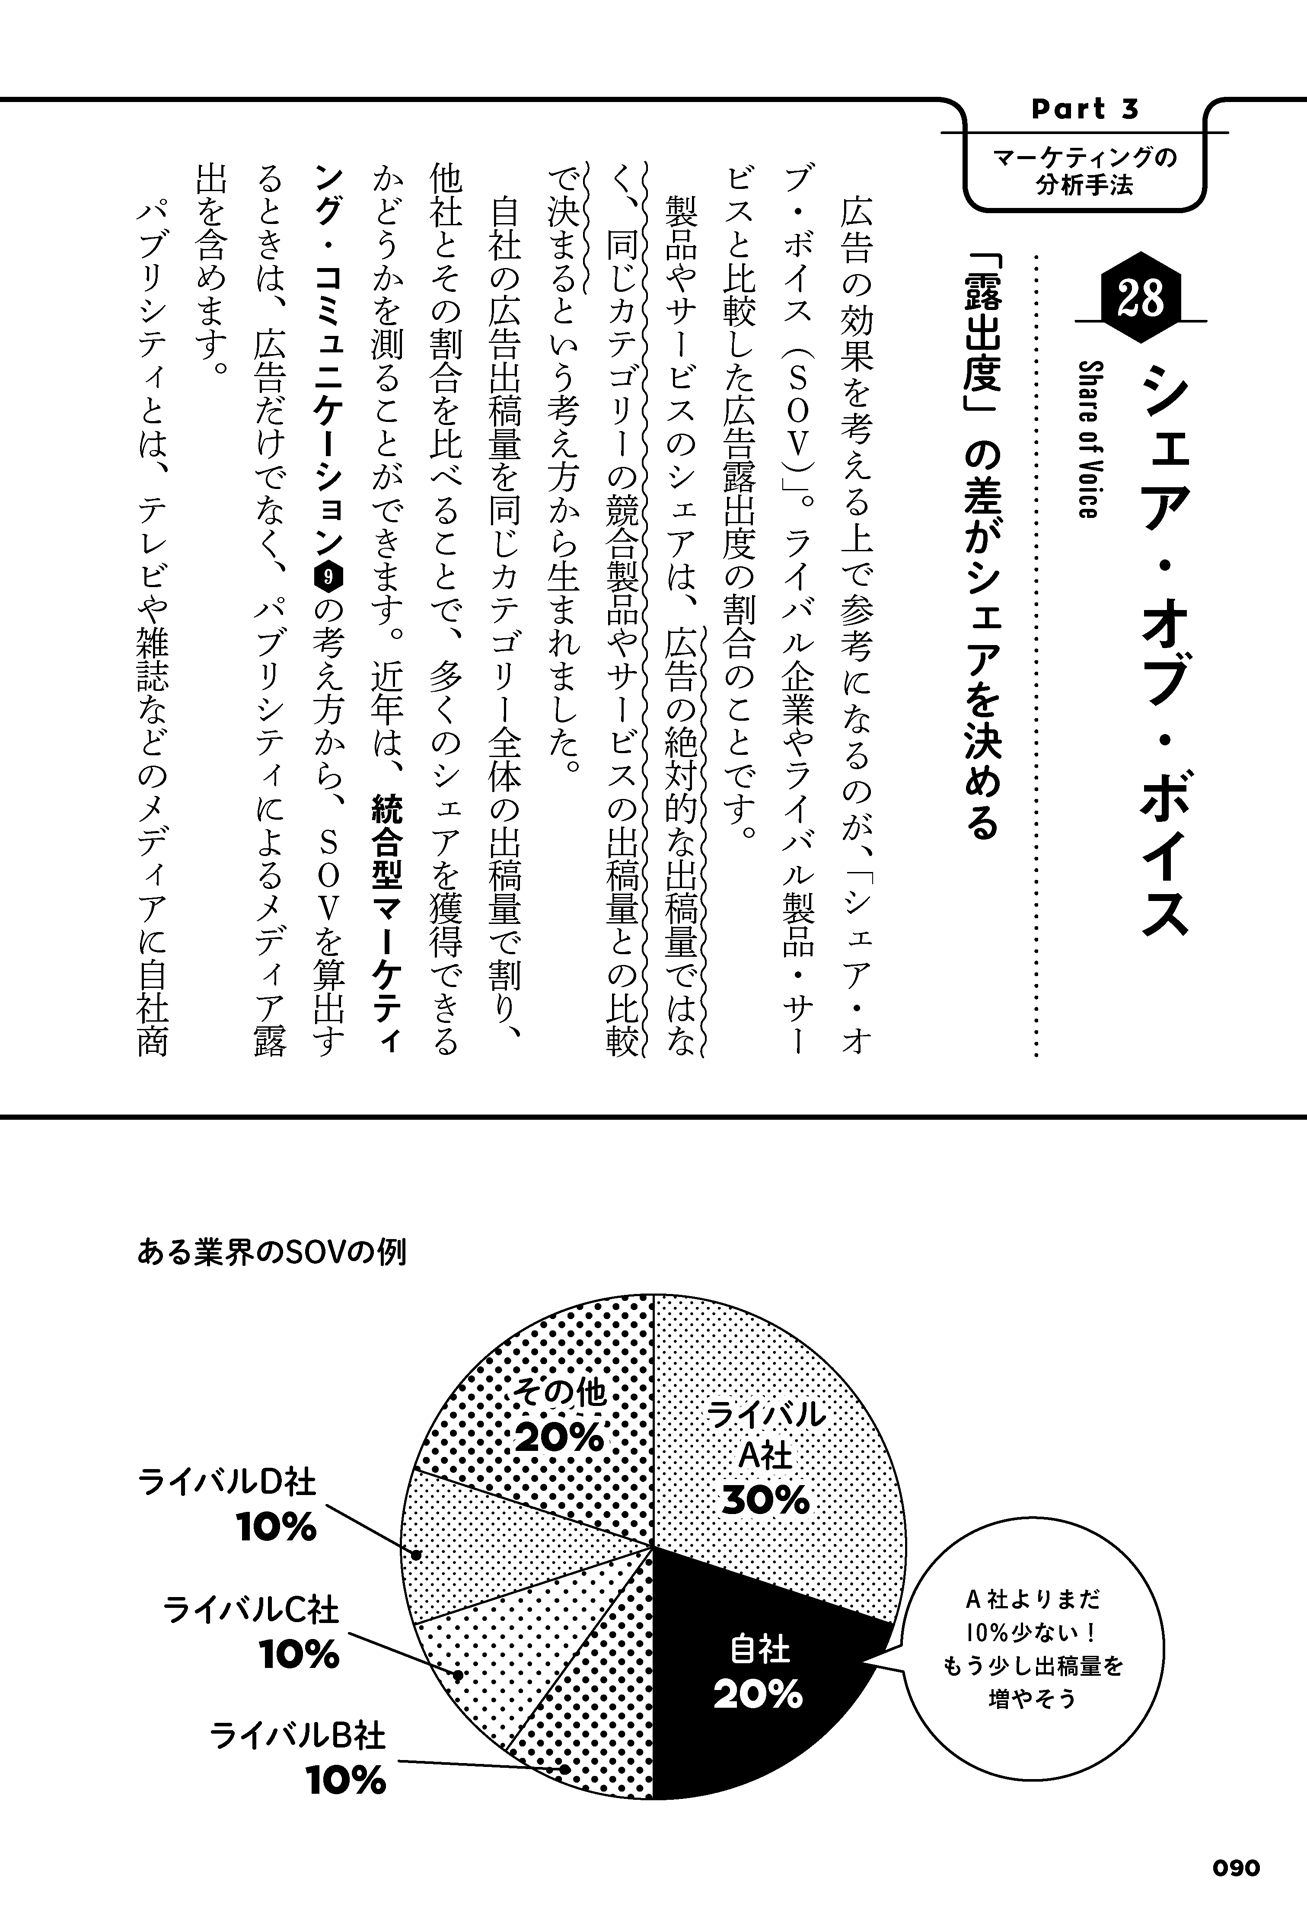 Part 3
マーケティングの
分析手法
28
シェア・オブ・ボイス
Share of Voice
「露出度」の差がシェアを決める
広告の効果を考える上で参考になるのが、「シェア・オ
ブ・ボイス（ＳＯＶ）」。ライバル企業やライバル製品・サー
ビスと比較した広告露出度の割合のことです。
製品やサービスのシェアは、広告の絶対的な出稿量ではな
く、同じカテゴリーの競合製品やサービスの出稿量との比較
で決まるという考え方から生まれました。
自社の広告出稿量を同じカテゴリー全体の出稿量で割り、
他社とその割合を比べることで、多くのシェアを獲得できる
かどうかを測ることができます。近年は、統合型マーケティ
ング・コミュニケーション9の考え方から、ＳＯＶを算出す
るときは、広告だけでなく、パブリシティによるメディア露
出を含めます。
パブリシティとは、テレビや雑誌などのメディアに自社商
ある業界のSOVの例
その他
20%
ライバル
A社
30%
ライバルD社
10%
ライバルC社
10%
ライバルB社
10%
自社
20%
A社よりまだ
10%少ない！
もう少し出稿量を
増やそう
090